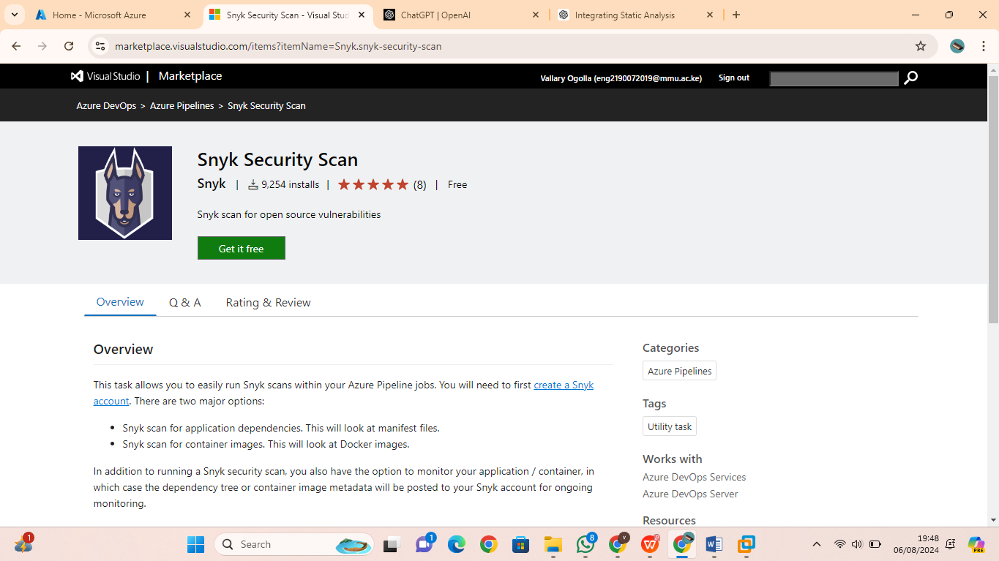 Home - Microsoft Azure
Snyk Security Scan - Visual Stud
ChatGPT | OpenAI
Integrating Static Analysis
marketplace.visualstudio.com/items?itemName=Snyk.snyk-security-scan
Visual Studio | Marketplace
Vallary Ogolla (eng2190072019@mmu.ac.ke)
Sign out
Azure DevOps > Azure Pipelines > Snyk Security Scan
Snyk Security Scan
Snyk | 9,254 installs | (8) | Free
Snyk scan for open source vulnerabilities
Get it free
Overview
Q & A
Rating & Review
Overview
This task allows you to easily run Snyk scans within your Azure Pipeline jobs. You will need to first create a Snyk
account. There are two major options:
• Snyk scan for application dependencies. This will look at manifest files.
• Snyk scan for container images. This will look at Docker images.
In addition to running a Snyk security scan, you also have the option to monitor your application / container, in
which case the dependency tree or container image metadata will be posted to your Snyk account for ongoing
monitoring.
Categories
Azure Pipelines
Tags
Utility task
Works with
Azure DevOps Services
Azure DevOps Server
Resources
1
Search
1
8
V
W
W
PRE
19:48
06/08/2024